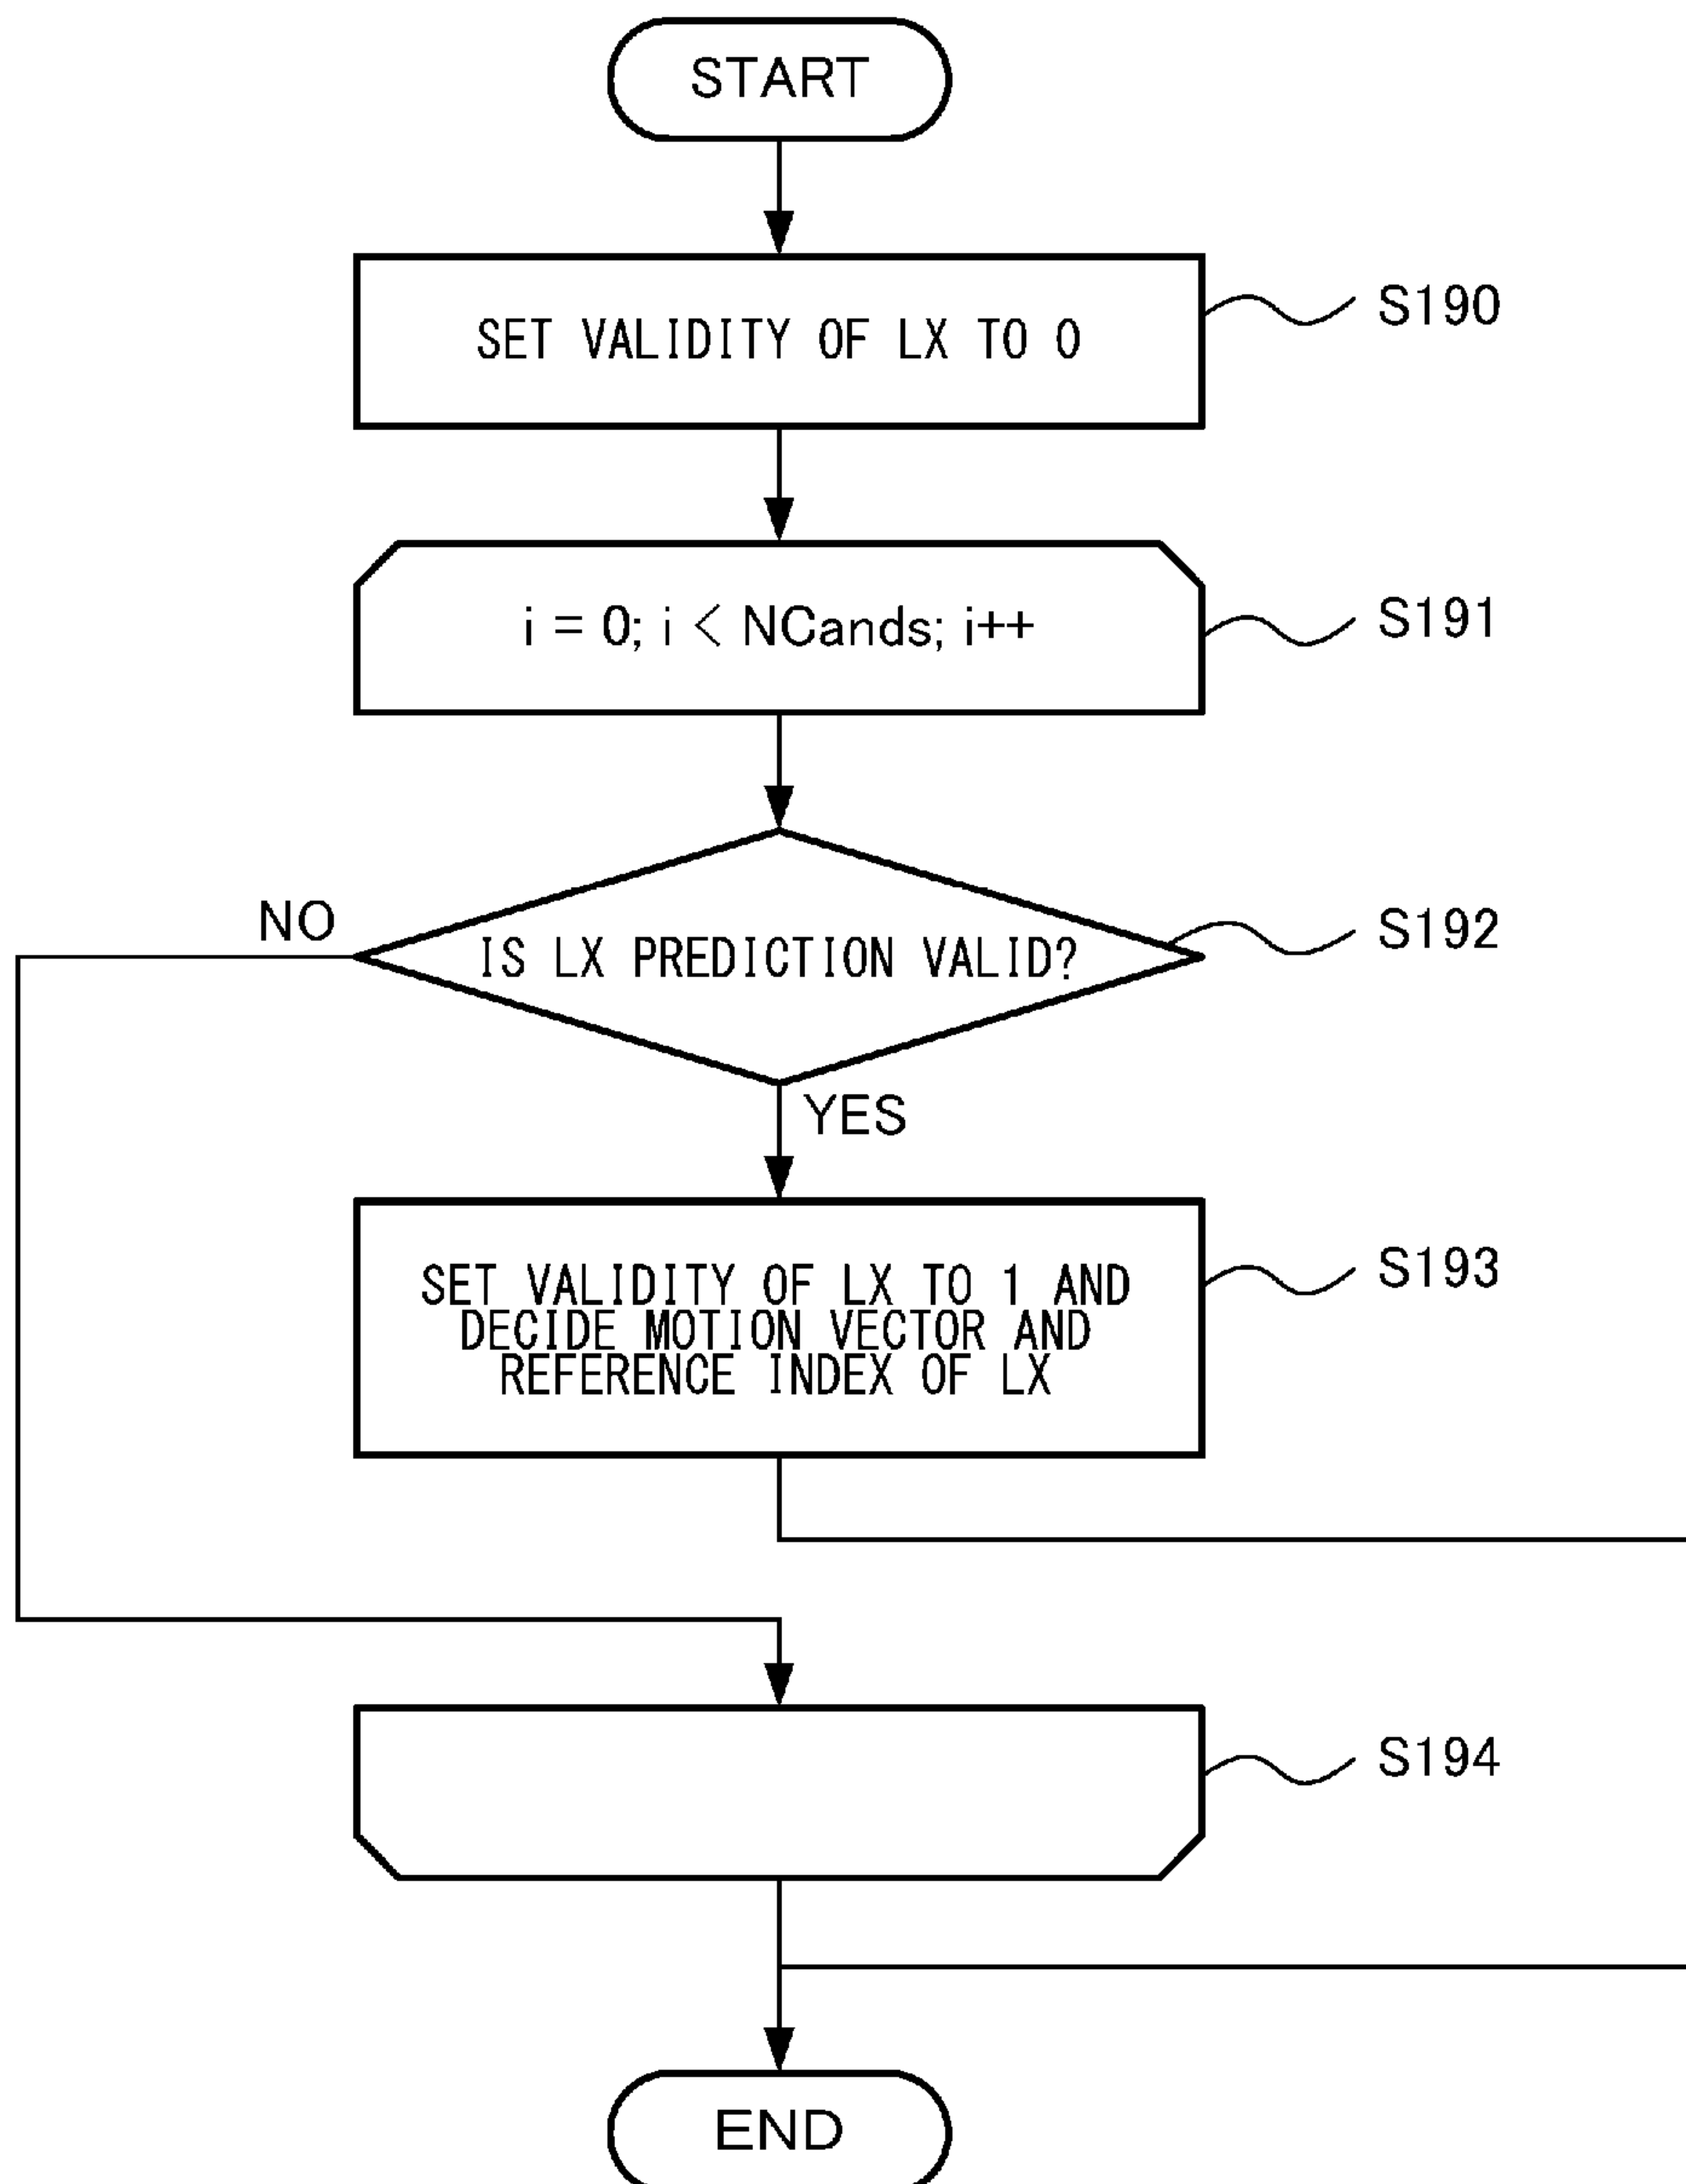 START
SET VALIDITY OF LX TO 0
S190
i = 0; i < NCands; i++
S191
NO
IS LX PREDICTION VALID?
S192
YES
SET VALIDITY OF LX TO 1 AND
DECIDE MOTION VECTOR AND
REFERENCE INDEX OF LX
S193
S194
END